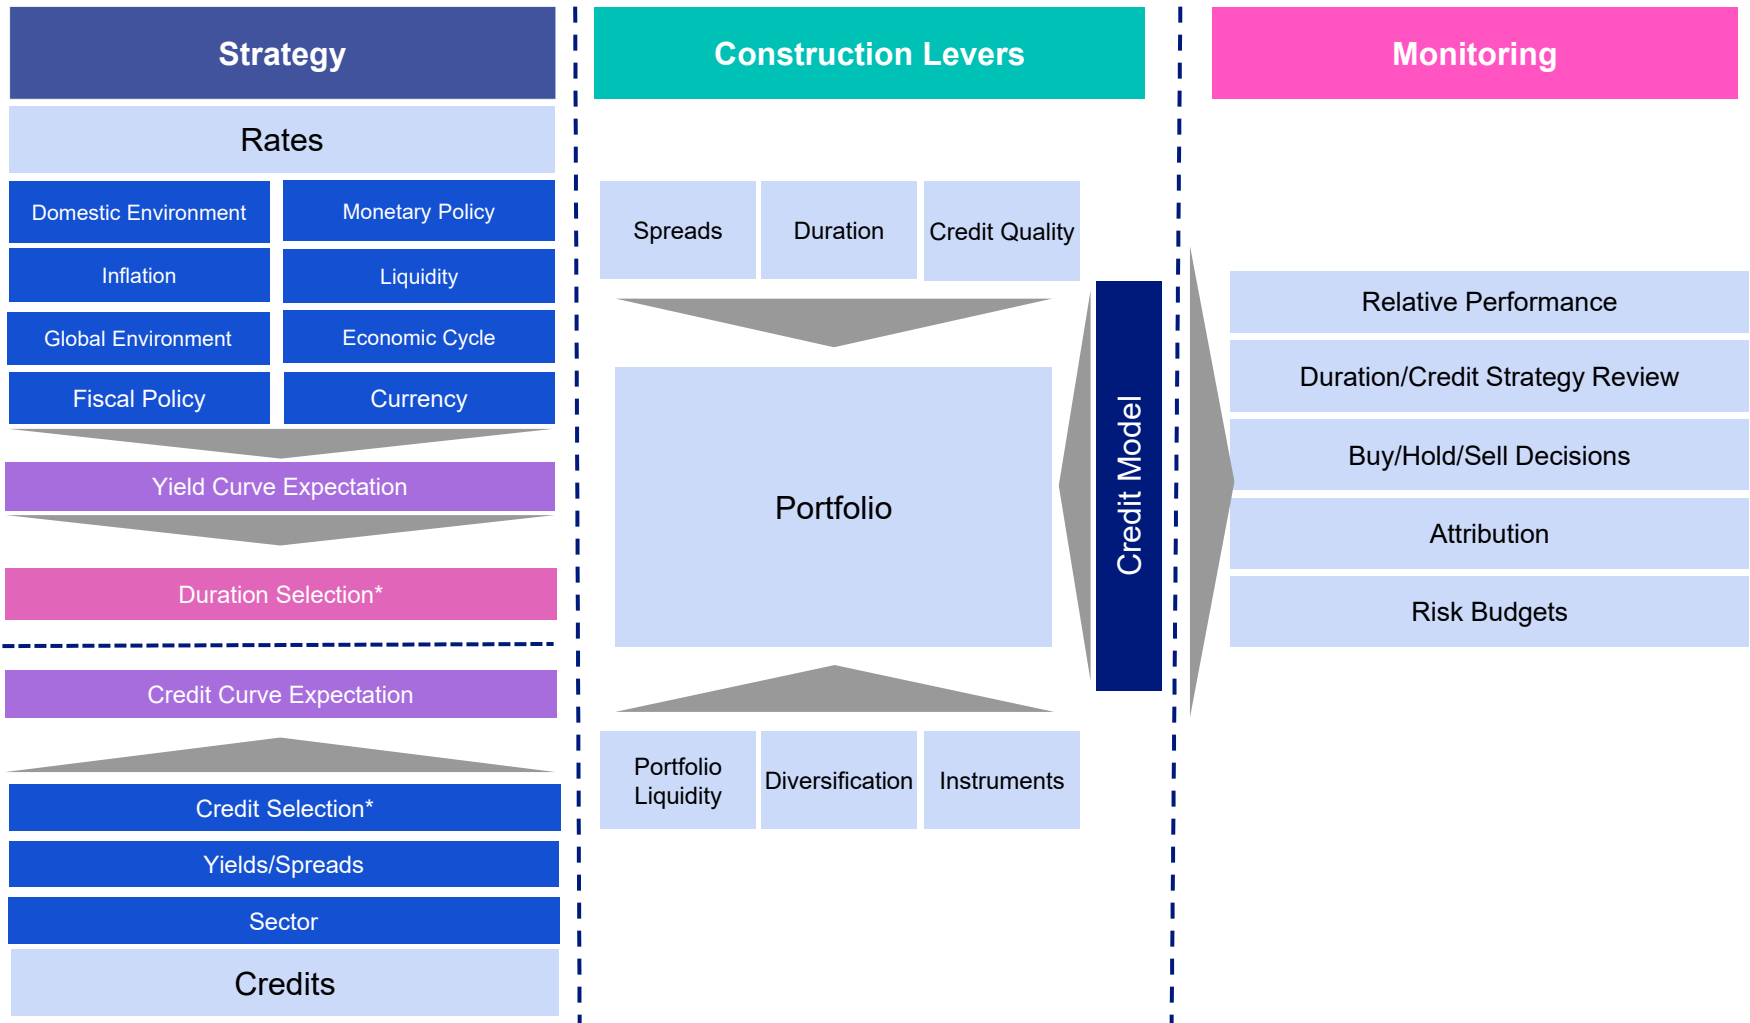 Strategy
Rates
Domestic Environment
Monetary Policy
Inflation
Liquidity
Global Environment
Economic Cycle
Fiscal Policy
Currency
Yield Curve Expectation
Duration Selection*
Credit Curve Expectation
Credit Selection*
Yields/Spreads
Sector
Credits
Construction Levers
Spreads
Duration
Credit Quality
Portfolio
Credit Model
Portfolio
Liquidity
Diversification
Instruments
Monitoring
Relative Performance
Duration/Credit Strategy Review
Buy/Hold/Sell Decisions
Attribution
Risk Budgets